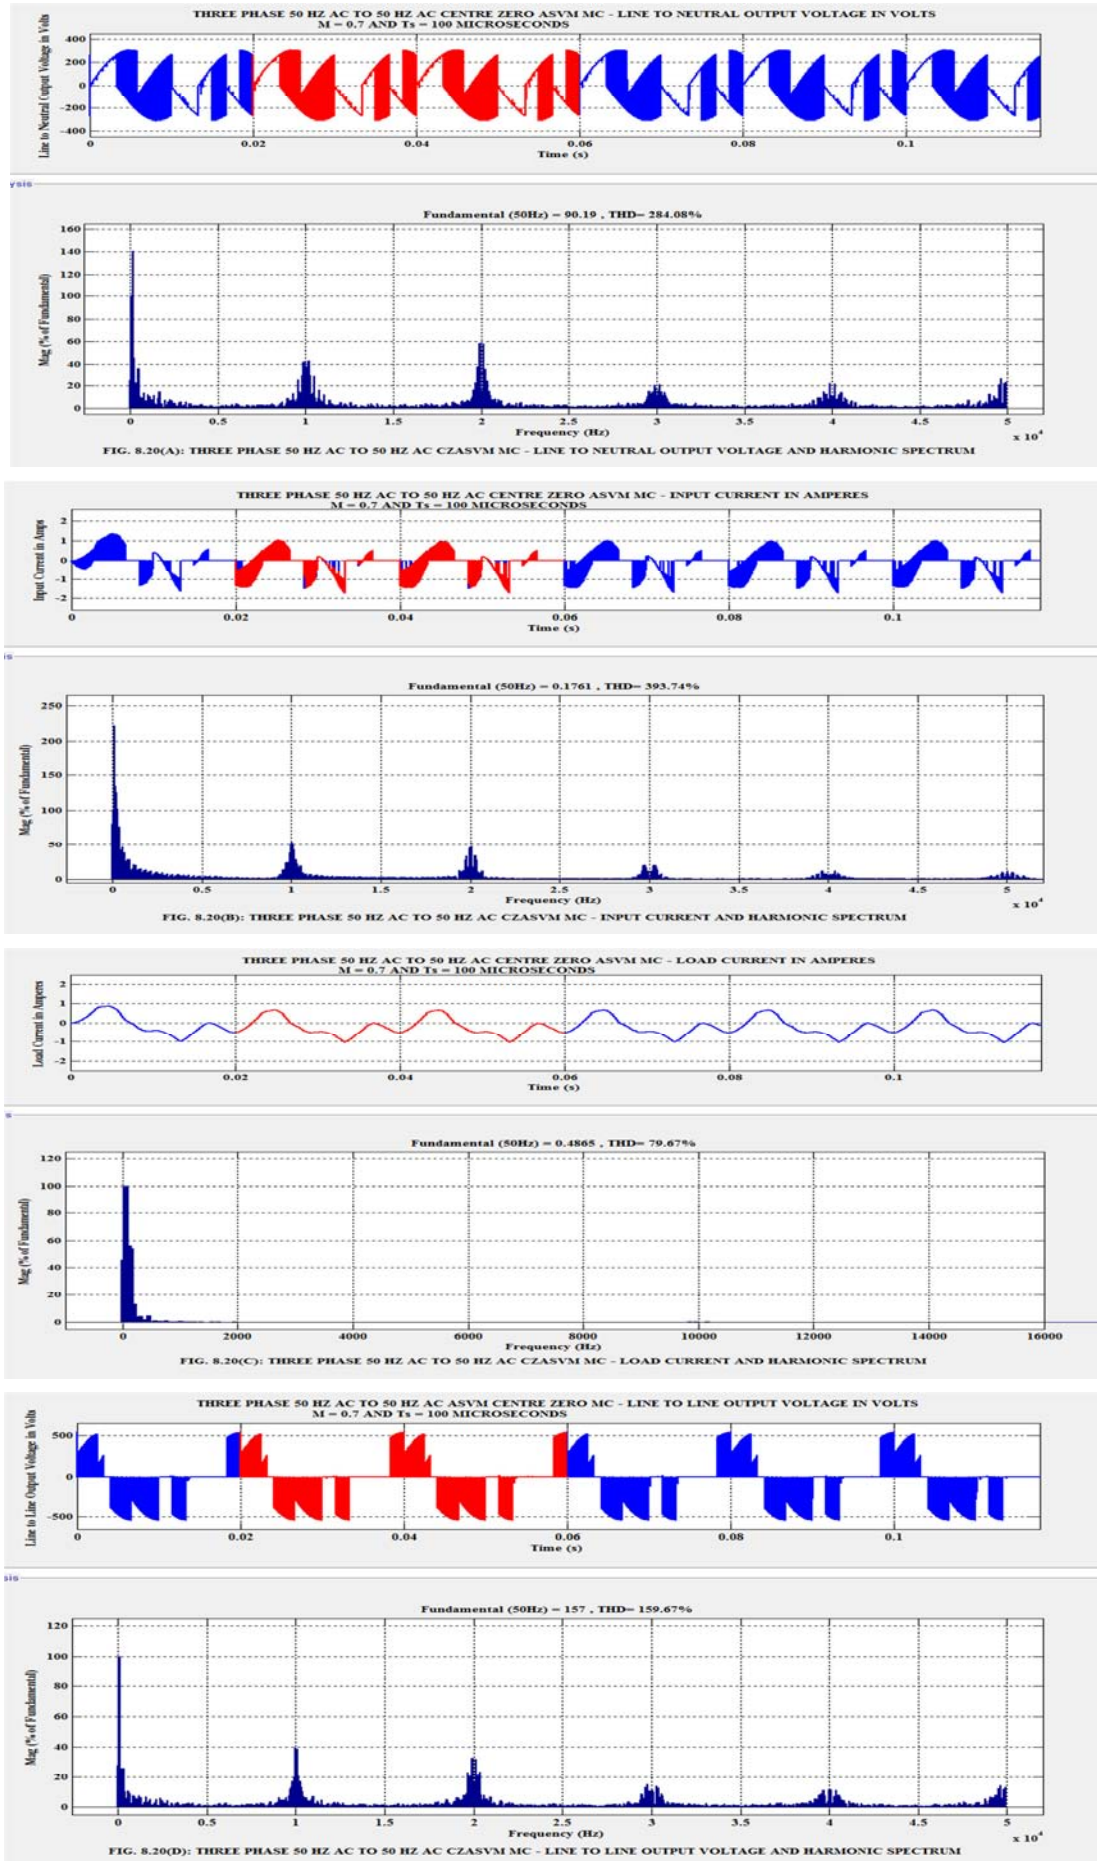 THREE PHASE 50 HZ AC TO 50 HZ AC CENTRE ZERO ASVM MC - LINE TO NEUTRAL OUTPUT VOLTAGE IN VOLTS
M = 0.7 AND Ts = 100 MICROSECONDS
Line to Neutral Output Voltage in Volts
400
200
0
-200
-400
0
0.02
0.04
0.06
0.08
0.1
Time (s)
ysis
Fundamental (50Hz) = 90.19 , THD= 284.08%
Mag (% of Fundamental)
160
140
120
100
80
60
40
20
0
0
0.5
1
1.5
2
2.5
3
3.5
4
4.5
5
Frequency (Hz)
x 10^4
FIG. 8.20(A): THREE PHASE 50 HZ AC TO 50 HZ AC CZASVM MC - LINE TO NEUTRAL OUTPUT VOLTAGE AND HARMONIC SPECTRUM
THREE PHASE 50 HZ AC TO 50 HZ AC CENTRE ZERO ASVM MC - INPUT CURRENT IN AMPERES
M = 0.7 AND Ts = 100 MICROSECONDS
Input Current in Amps
2
1
0
-1
-2
0
0.02
0.04
0.06
0.08
0.1
Time (s)
is
Fundamental (50Hz) = 0.1761 , THD= 393.74%
Mag (% of Fundamental)
250
200
150
100
50
0
0
0.5
1
1.5
2
2.5
3
3.5
4
4.5
5
Frequency (Hz)
x 10^4
FIG. 8.20(B): THREE PHASE 50 HZ AC TO 50 HZ AC CZASVM MC - INPUT CURRENT AND HARMONIC SPECTRUM
THREE PHASE 50 HZ AC TO 50 HZ AC CENTRE ZERO ASVM MC - LOAD CURRENT IN AMPERES
M = 0.7 AND Ts = 100 MICROSECONDS
Load Current in Amperes
2
1
0
-1
-2
0
0.02
0.04
0.06
0.08
0.1
Time (s)
s
Fundamental (50Hz) = 0.4865 , THD= 79.67%
Mag (% of Fundamental)
120
100
80
60
40
20
0
0
2000
4000
6000
8000
10000
12000
14000
16000
Frequency (Hz)
FIG. 8.20(C): THREE PHASE 50 HZ AC TO 50 HZ AC CZASVM MC - LOAD CURRENT AND HARMONIC SPECTRUM
THREE PHASE 50 HZ AC TO 50 HZ AC ASVM CENTRE ZERO MC - LINE TO LINE OUTPUT VOLTAGE IN VOLTS
M = 0.7 AND Ts = 100 MICROSECONDS
Line to Line Output Voltage in Volts
500
0
-500
0
0.02
0.04
0.06
0.08
0.1
Time (s)
sis
Fundamental (50Hz) = 157 , THD= 159.67%
Mag (% of Fundamental)
120
100
80
60
40
20
0
0
0.5
1
1.5
2
2.5
3
3.5
4
4.5
5
Frequency (Hz)
x 10^4
FIG. 8.20(D): THREE PHASE 50 HZ AC TO 50 HZ AC CZASVM MC - LINE TO LINE OUTPUT VOLTAGE AND HARMONIC SPECTRUM